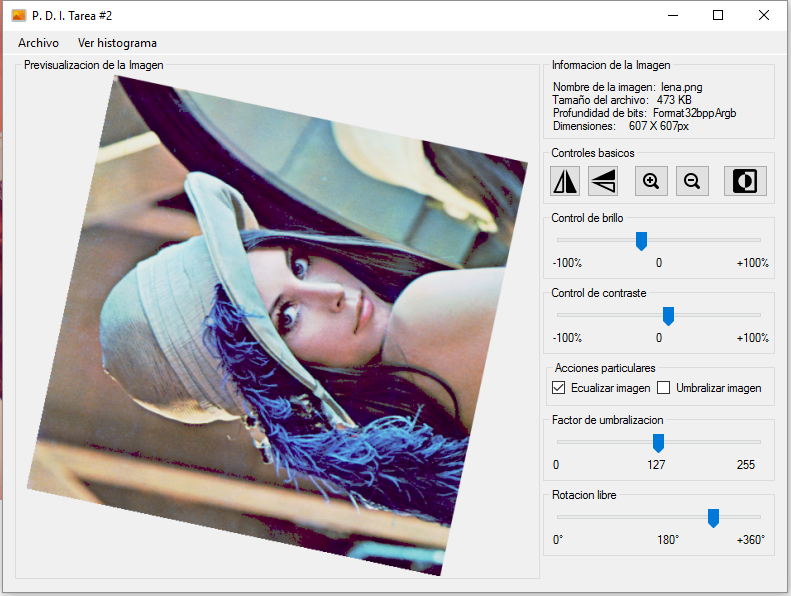 P. D. I. Tarea #2
Archivo Ver histograma
Previsualizacion de la Imagen
Informacion de la Imagen
Nombre de la imagen: lena.png
Tamaño del archivo: 473 KB
Profundidad de bits: Format32bppArgb
Dimensiones: 607 X 607px
Controles basicos
Control de brillo
-100% 0 +100%
Control de contraste
-100% 0 +100%
Acciones particulares
Ecualizar imagen Umbralizar imagen
Factor de umbralizacion
0 127 255
Rotacion libre
0° 180° +360°